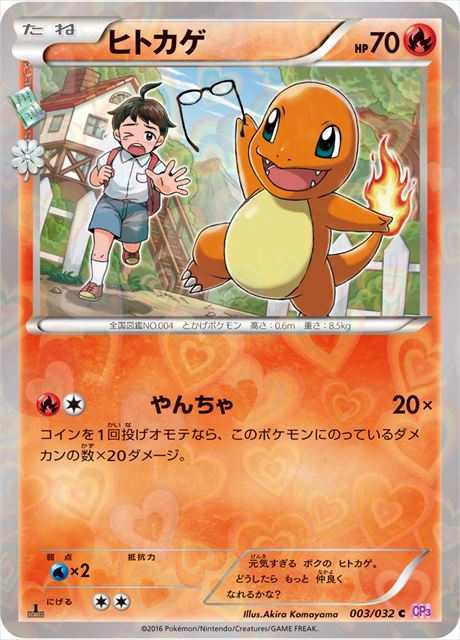 たね
ヒトカゲ
HP70
全国図鑑NO.004 とかげポケモン 高さ：0.6m 重さ：8.5kg
やんちゃ 20×
コインを1回投げオモテなら、このポケモンにのっているダメ
カンの数×20ダメージ。
弱点 抵抗力
×2
にげる
元気すぎる ボクの ヒトカゲ。
どうしたら もっと 仲良く
なれるかな？
Illus.Akira Komayama 003/032 C CP3
1 EDITION
©2016 Pokémon/Nintendo/Creatures/GAME FREAK.